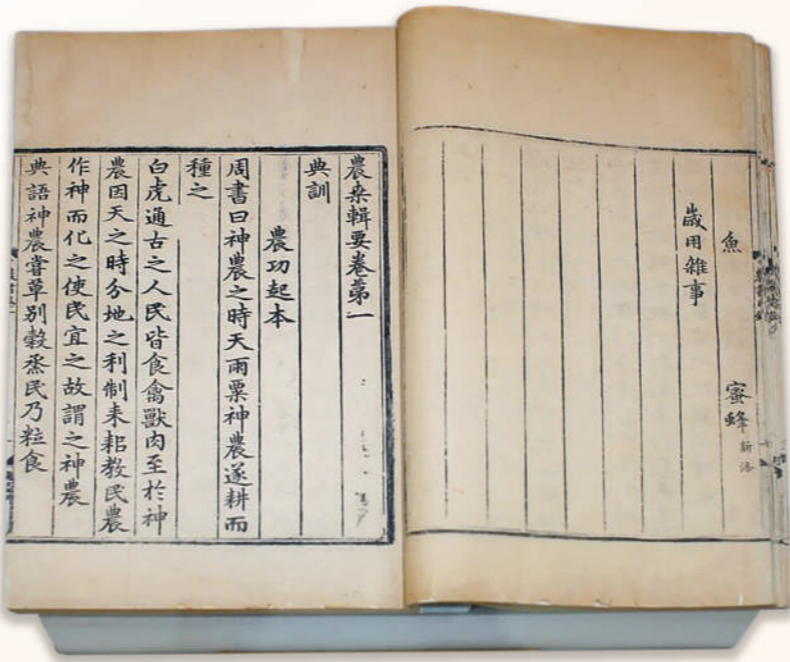 魚 蜜蜂 新添
歲用雜事
農桒輯要卷苐一
典訓
農功起本
周書曰神農之時天雨粟神農遂耕而
種之
白虎通古之人民皆食禽獸肉至於神
農因天之時分地之利制耒耜教民農
作神而化之使民宜之故謂之神農
典語神農嘗草別穀烝民乃粒食